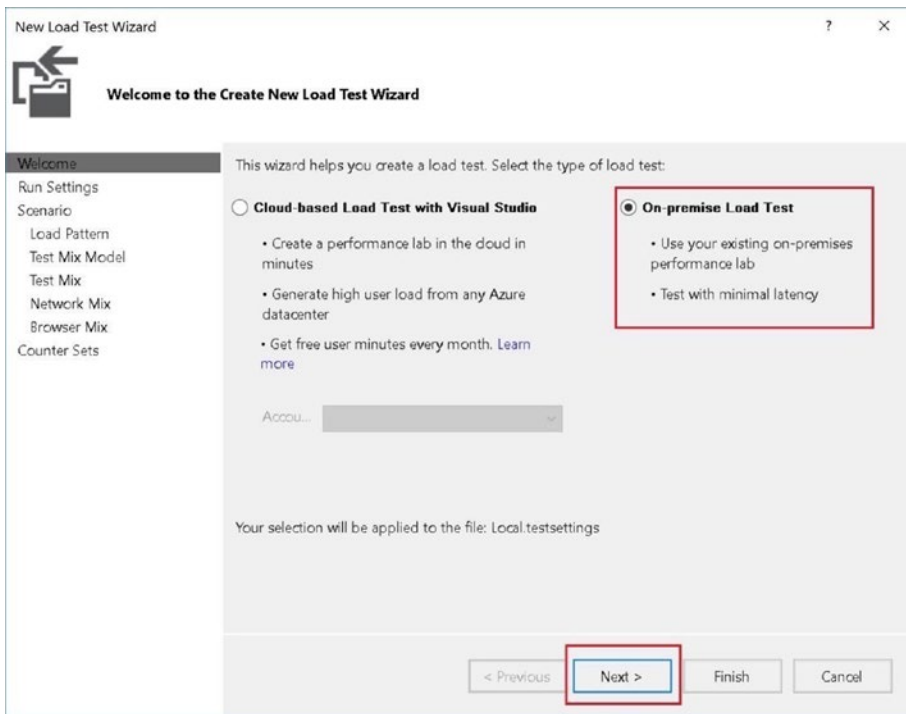 New Load Test Wizard
?
Welcome to the Create New Load Test Wizard
Welcome
Run Settings
Scenario
Load Pattern
Test Mix Model
Test Mix
Network Mix
Browser Mix
Counter Sets
This wizard helps you create a load test. Select the type of load test:
Cloud-based Load Test with Visual Studio
• Create a performance lab in the cloud in
minutes
• Generate high user load from any Azure
datacenter
• Get free user minutes every month. Learn
more
Accou...
On-premise Load Test
• Use your existing on-premises
performance lab
• Test with minimal latency
Your selection will be applied to the file: Local.testsettings
< Previous
Next >
Finish
Cancel